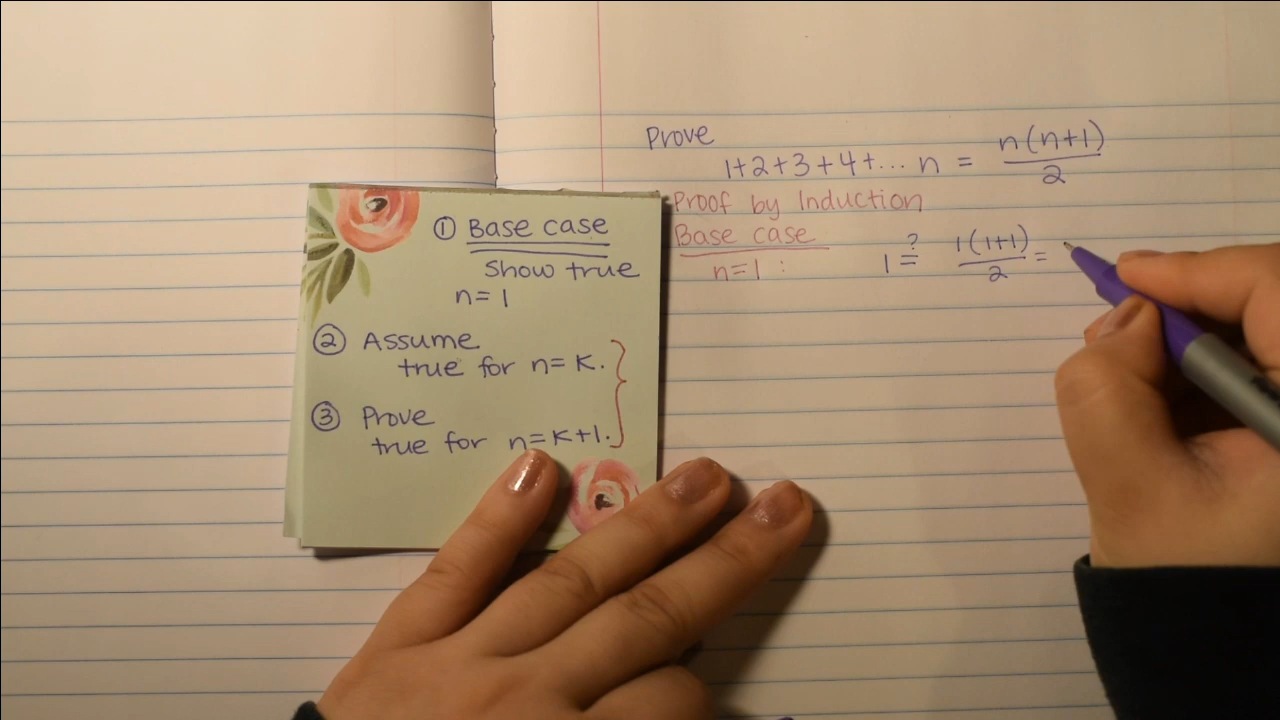 ① Base case
Show true
n=1
② Assume
true for n=k.
③ Prove
true for n=k+1.
Prove
1+2+3+4+... n = n(n+1)/2
Proof by Induction
Base case
n=1 : 1 ?= 1(1+1)/2 =